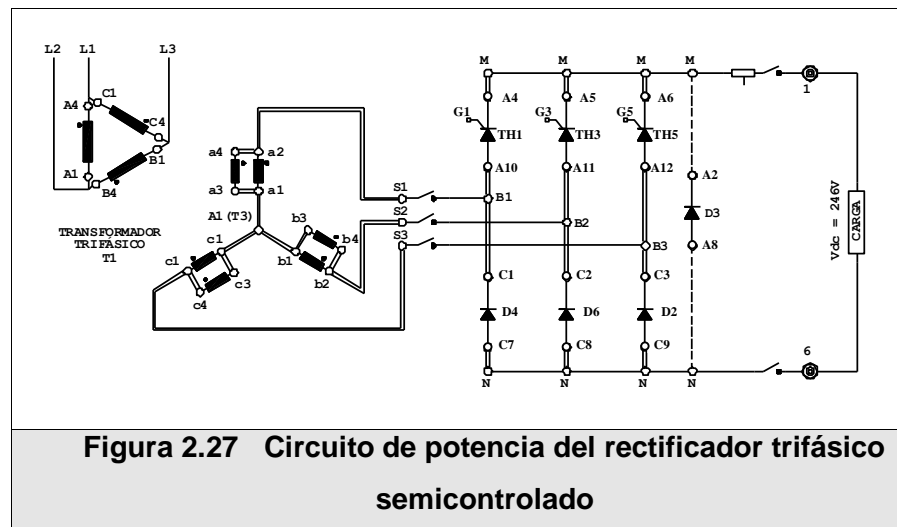 L2 L1 L3
C1
A4
C4
B1
A1
B4
TRANSFORMADOR
TRIFÁSICO
T1
a4 a2
a3 a1
A1(T3)
b3
b4
b1
b2
c1
c1
c3
c4
S1
S2
S3
M M M M
A4 A5 A6
G1 G3 G5
TH1 TH3 TH5
A10 A11 A12
A2
D3
A8
B1
B2
B3
C1 C2 C3
D4 D6 D2
C7 C8 C9
N N N N
1
6
Vdc = 246V
CARGA
Figura 2.27 Circuito de potencia del rectificador trifásico
semicontrolado